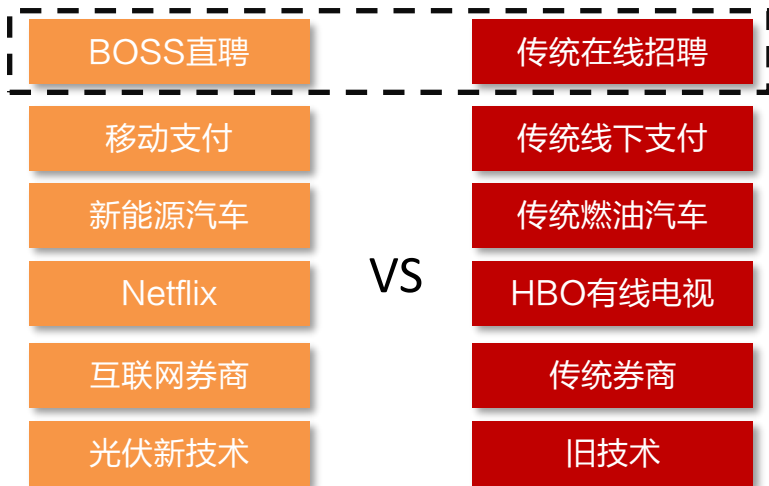 BOSS直聘
传统在线招聘
移动支付
传统线下支付
新能源汽车
传统燃油汽车
Netflix
VS
HBO有线电视
互联网券商
传统券商
光伏新技术
旧技术